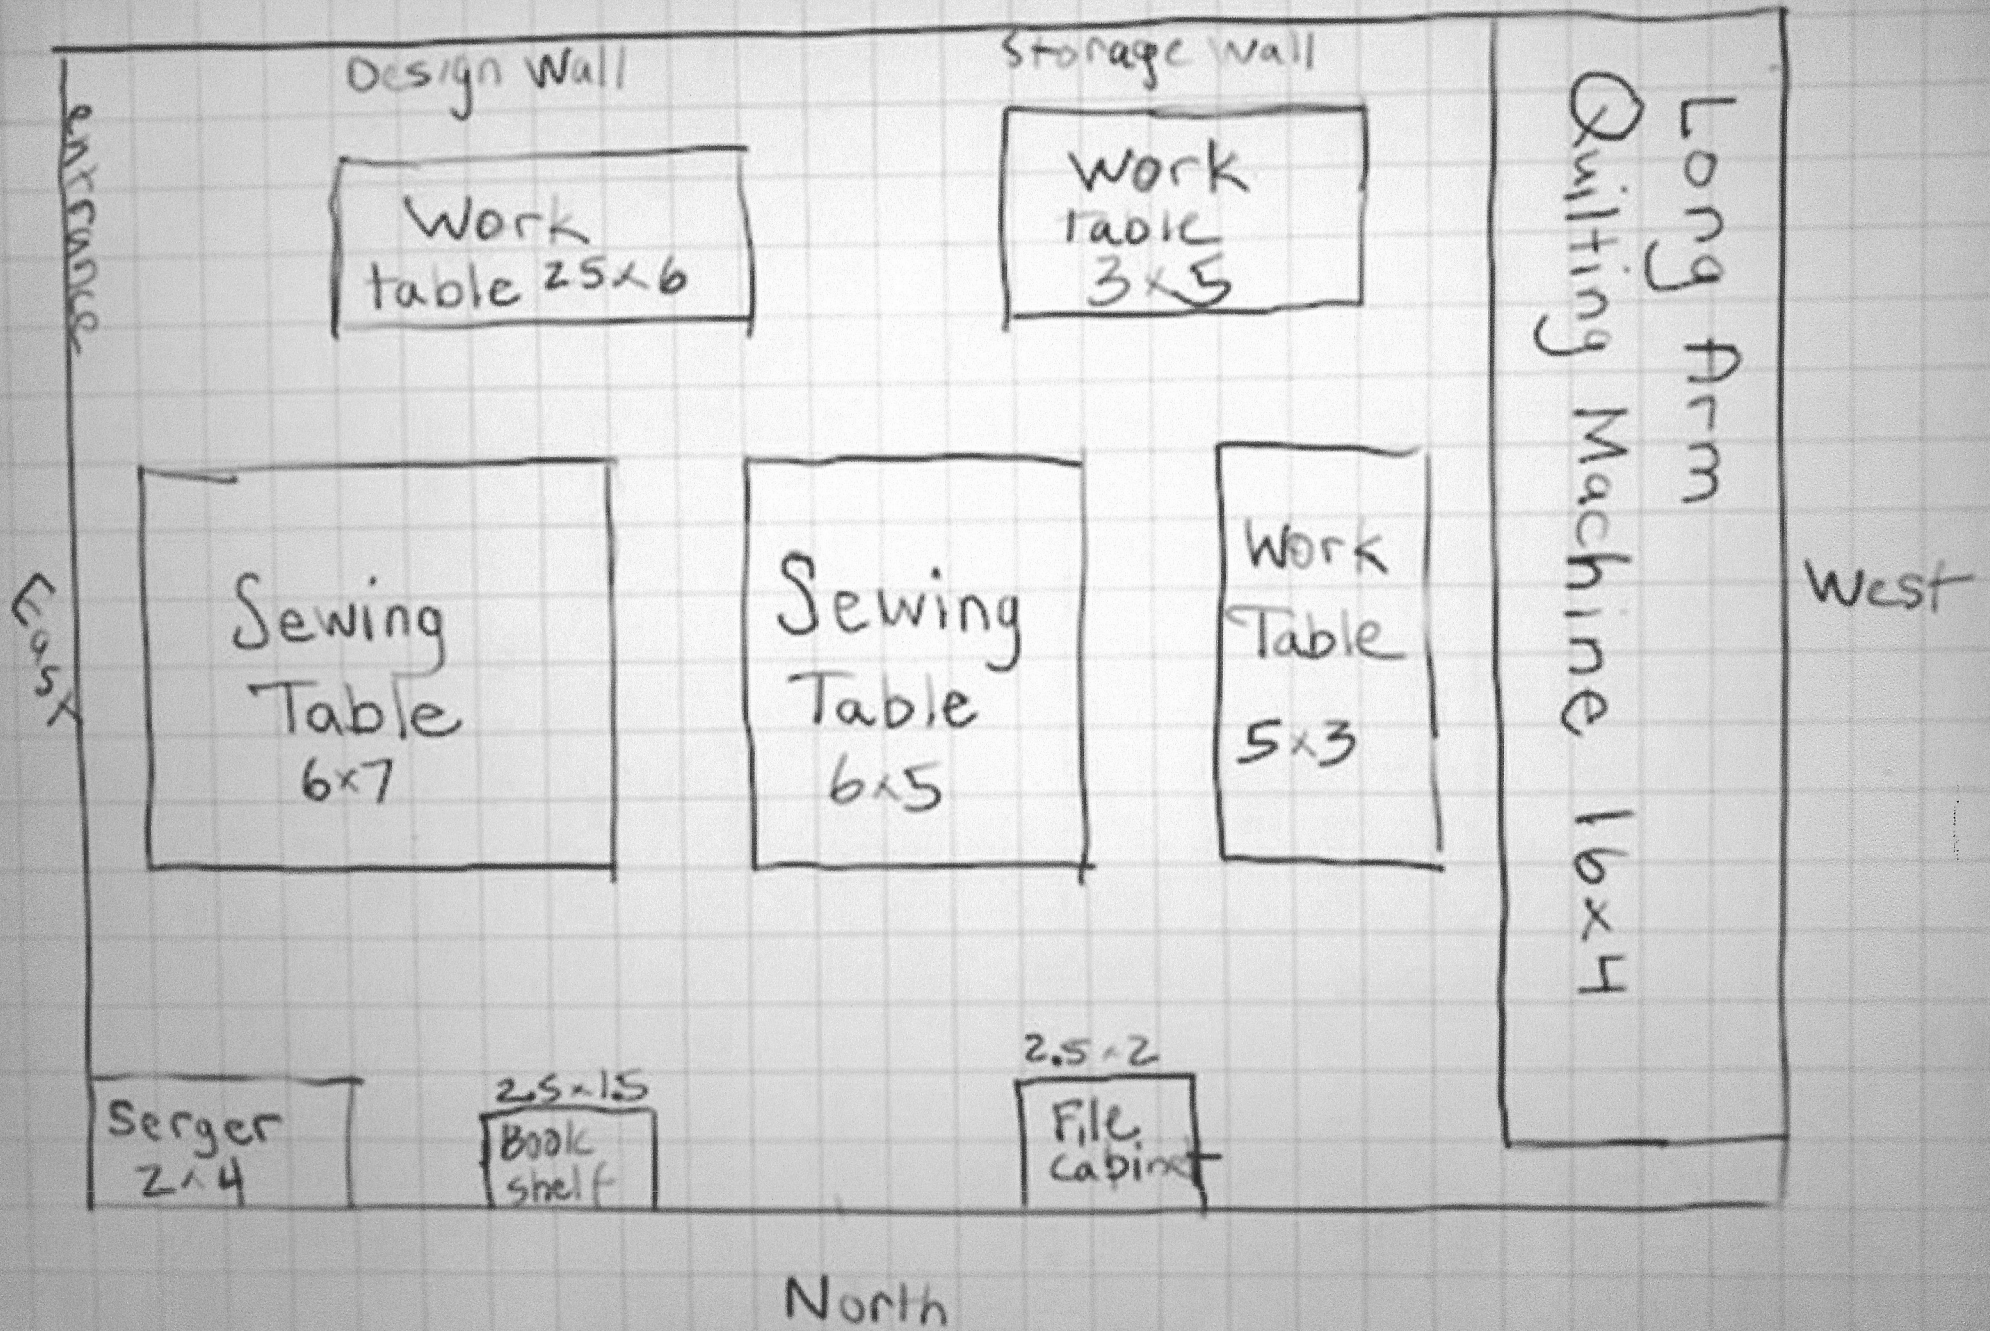 Design Wall
Storage Wall
entrance
Work
table 25x6
Work
Table
3x5
Long Arm
Quilting Machine 16x4
East
Sewing
Table
6x7
Sewing
Table
6x5
Work
Table
5x3
West
Serger
2x4
2.5x1.5
Book
shelf
2.5x2
File
Cabinet
North